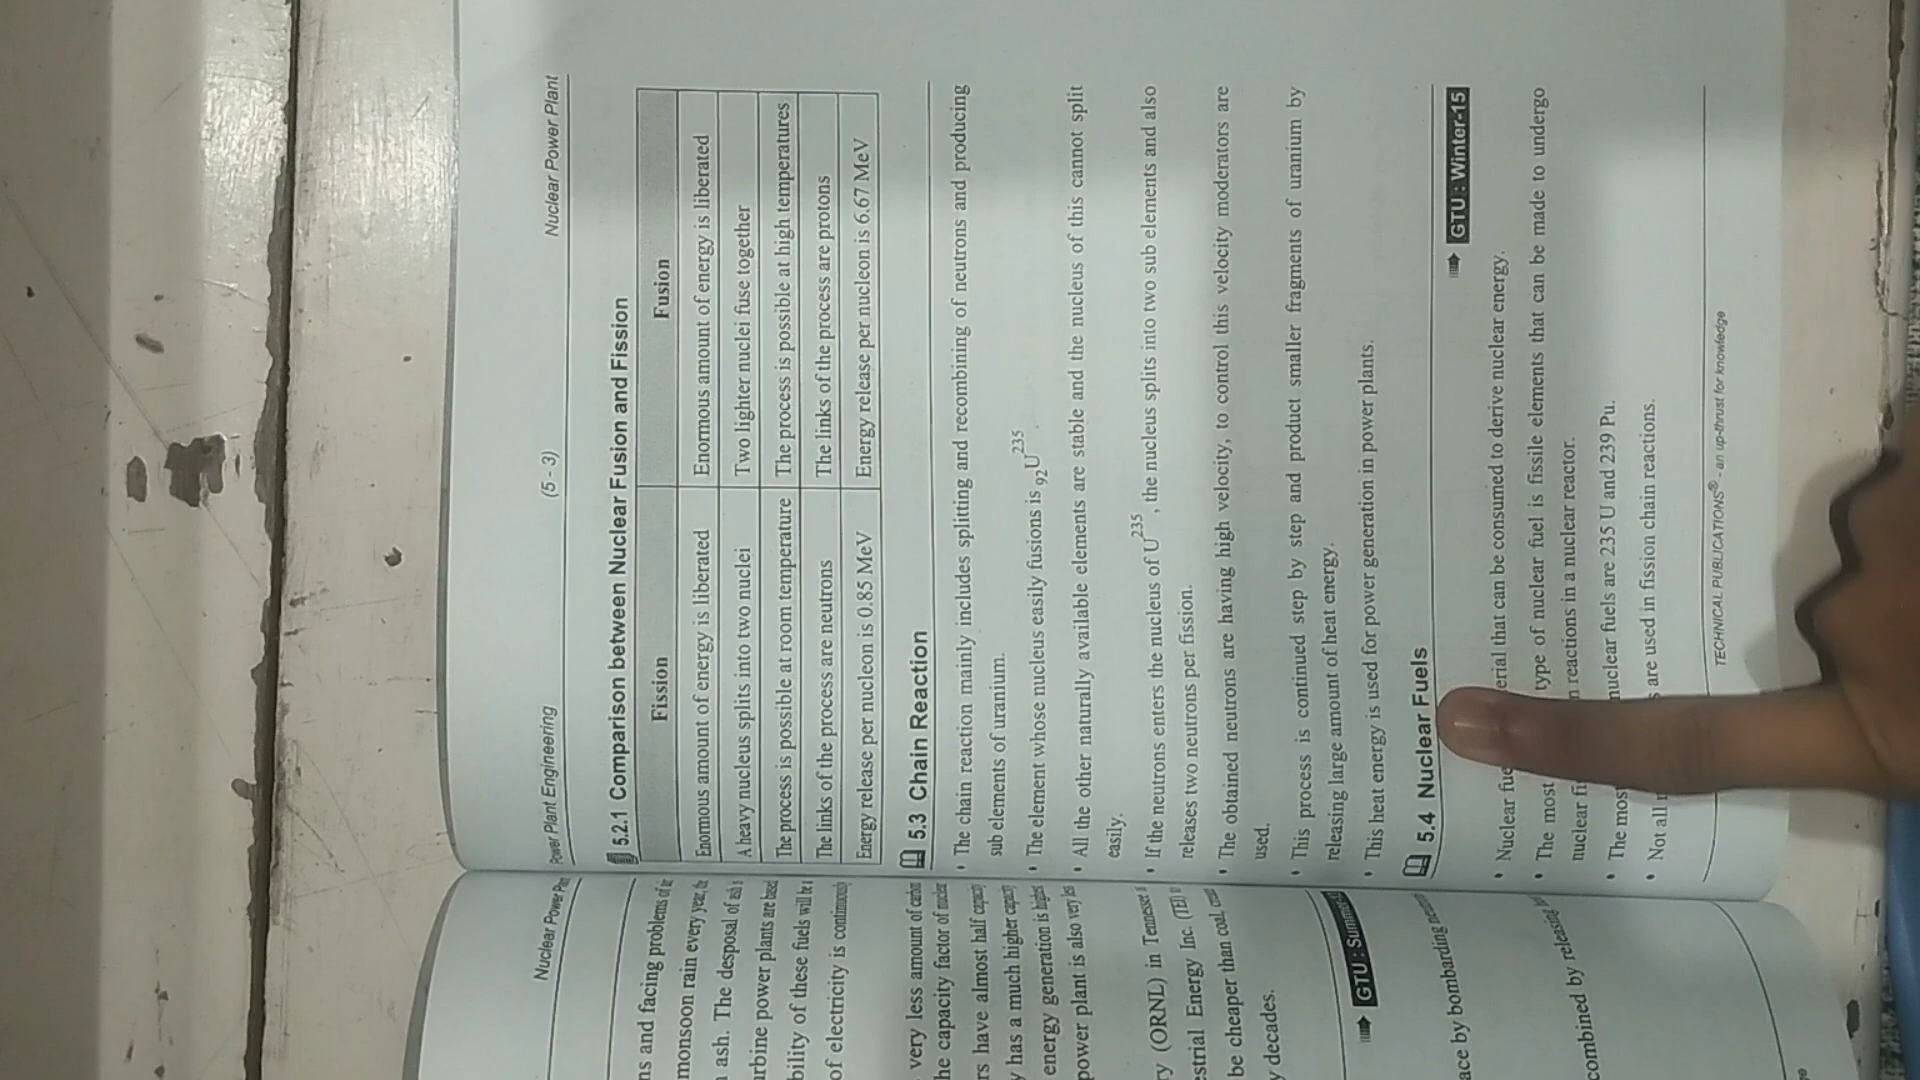 Nuclear Power Plan
ns and facing problems of
monsoon rain every year, the
ash. The desposal of ash is
urbine power plants are based
bility of these fuels will be
of electricity is continuously
very less amount of carbon
he capacity factor of nuclear
rs have almost half capacity
y has a much higher capacity
energy generation is highes
power plant is also very les
ry (ORNL) in Tennessee
estrial Energy Inc. (TEI)
be cheaper than coal,
y decades.
GTU : Summer
ace by bombarding
combined by releasing
Power Plant Engineering (5 - 3) Nuclear Power Plant
5.2.1 Comparison between Nuclear Fusion and Fission
Fission Fusion
Enormous amount of energy is liberated Enormous amount of energy is liberated
A heavy nucleus splits into two nuclei Two lighter nuclei fuse together
The process is possible at room temperature The process is possible at high temperatures
The links of the process are neutrons The links of the process are protons
Energy release per nucleon is 0.85 MeV Energy release per nucleon is 6.67 MeV
5.3 Chain Reaction
• The chain reaction mainly includes splitting and recombining of neutrons and producing
sub elements of uranium.
• The element whose nucleus easily fusions is ₉₂U²³⁵.
• All the other naturally available elements are stable and the nucleus of this cannot split
easily.
• If the neutrons enters the nucleus of U²³⁵, the nucleus splits into two sub elements and also
releases two neutrons per fission.
• The obtained neutrons are having high velocity, to control this velocity moderators are
used.
• This process is continued step by step and product smaller fragments of uranium by
releasing large amount of heat energy.
• This heat energy is used for power generation in power plants.
5.4 Nuclear Fuels
GTU : Winter-15
• Nuclear fue erial that can be consumed to derive nuclear energy.
• The most type of nuclear fuel is fissile elements that can be made to undergo
nuclear fi n reactions in a nuclear reactor.
• The most nuclear fuels are 235 U and 239 Pu.
• Not all n s are used in fission chain reactions.
TECHNICAL PUBLICATIONS® - an up-thrust for knowledge